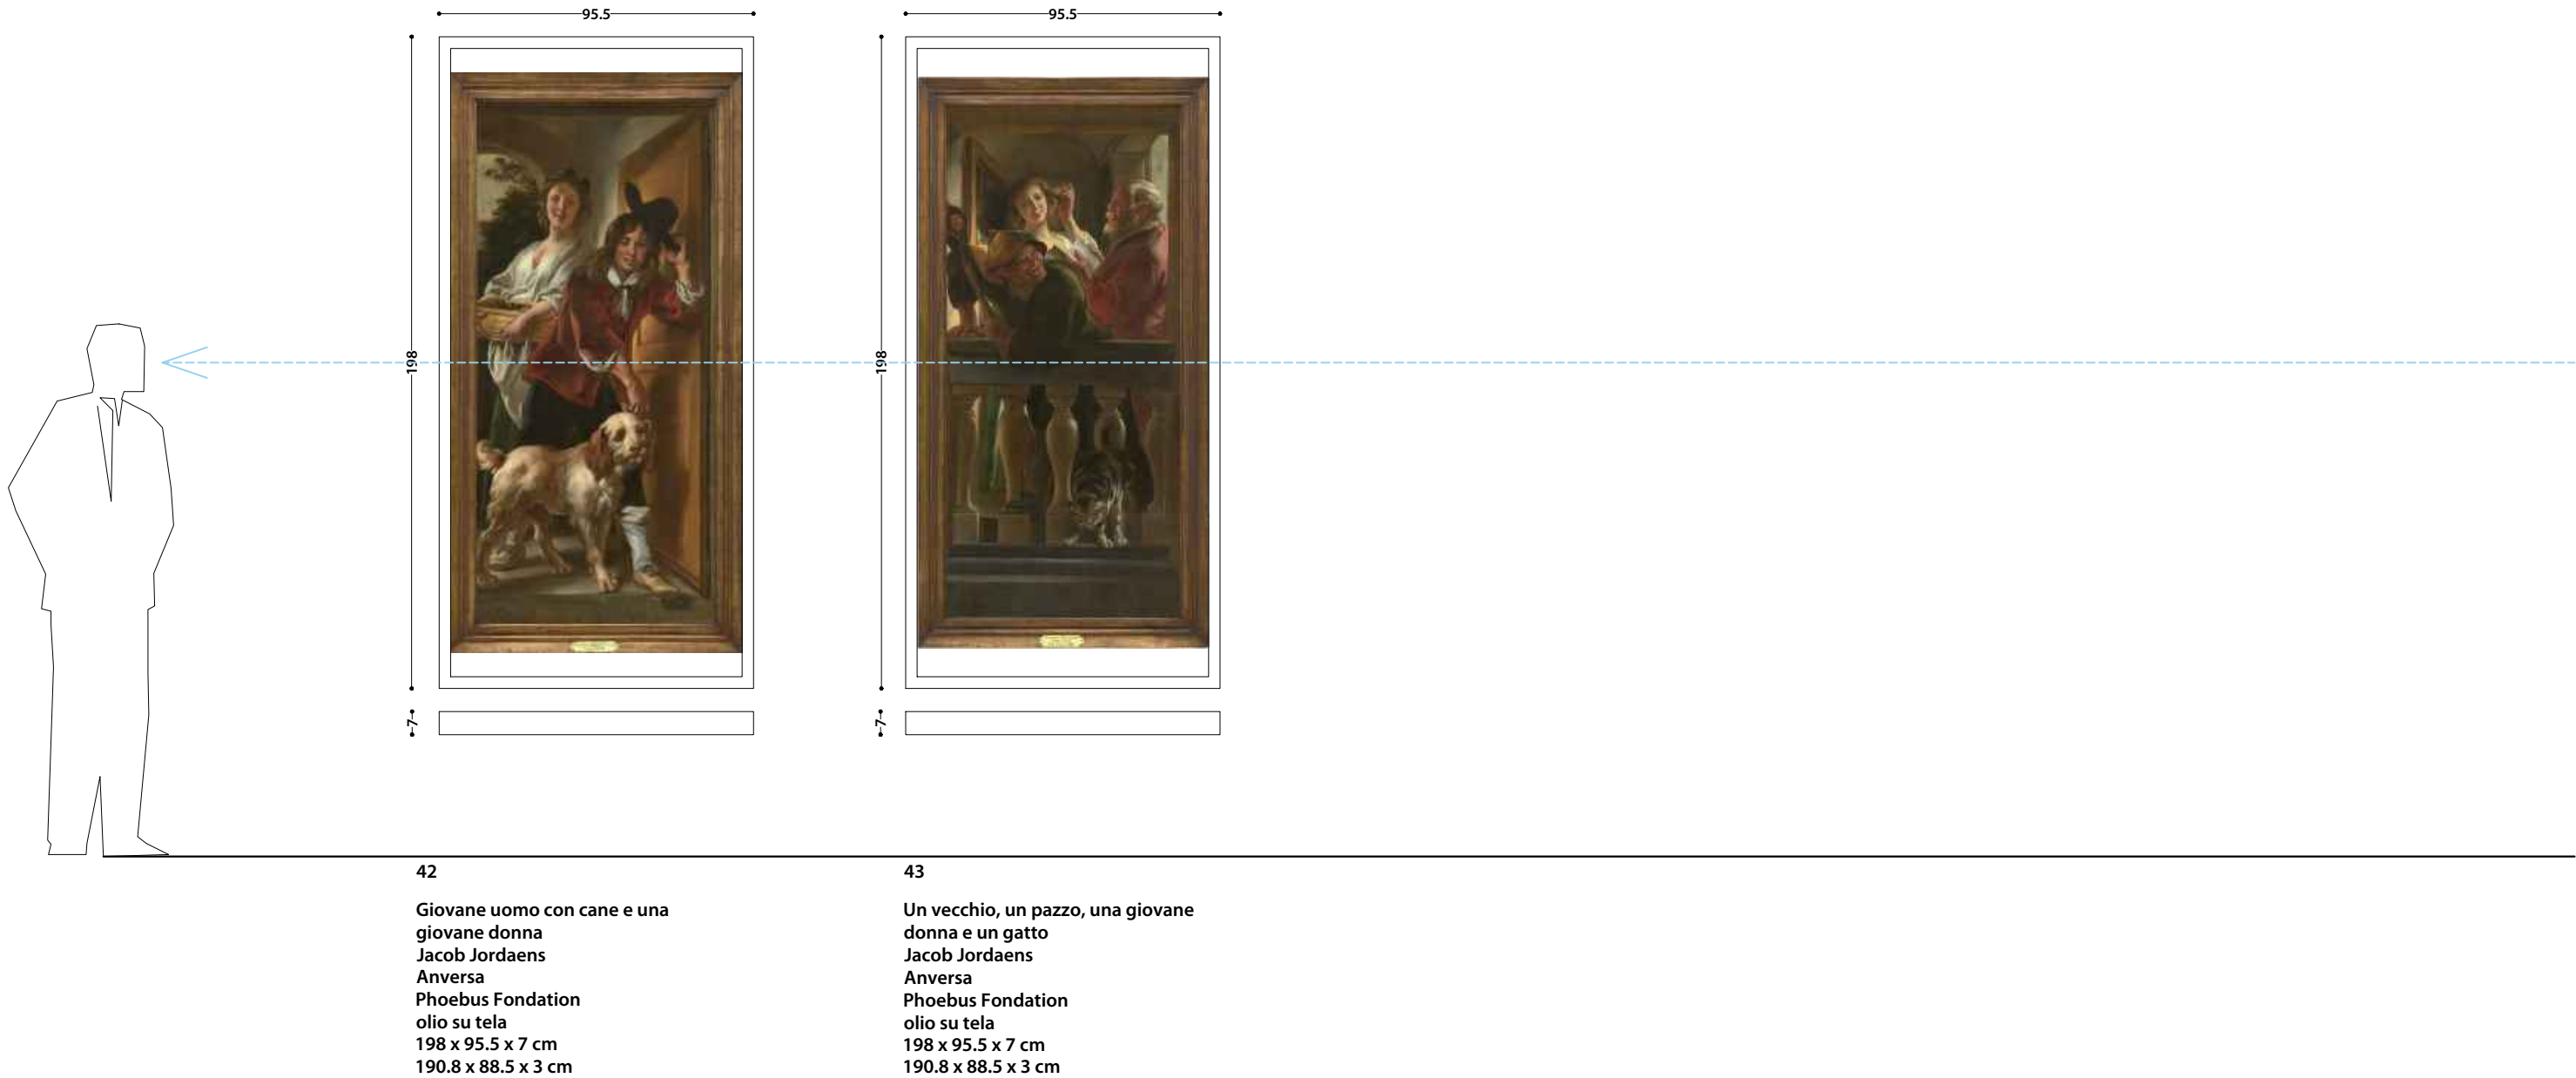 95.5
95.5
198
198
7
7
42
Giovane uomo con cane e una
giovane donna
Jacob Jordaens
Anversa
Phoebus Fondation
olio su tela
198 x 95.5 x 7 cm
190.8 x 88.5 x 3 cm
43
Un vecchio, un pazzo, una giovane
donna e un gatto
Jacob Jordaens
Anversa
Phoebus Fondation
olio su tela
198 x 95.5 x 7 cm
190.8 x 88.5 x 3 cm